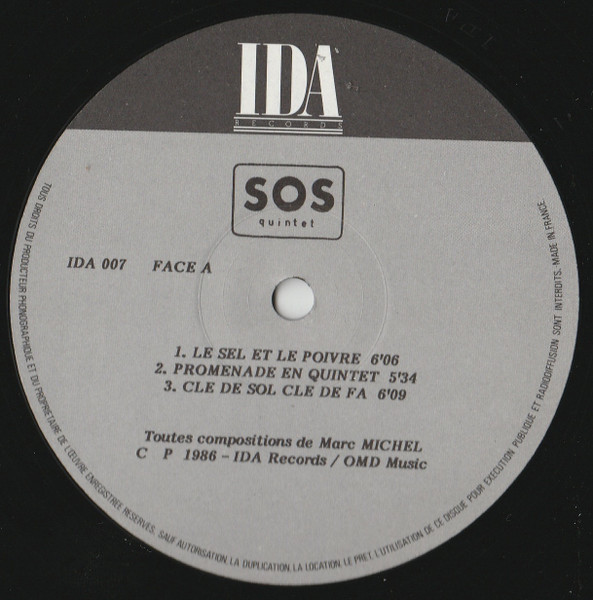 IDA
RECORDS
SOS
quintet
IDA 007 FACE A
1. LE SEL ET LE POIVRE 6'06
2. PROMENADE EN QUINTET 5'34
3. CLE DE SOL CLE DE FA 6'09
Toutes compositions de Marc MICHEL
C P 1986 – IDA Records / OMD Music
TOUS DROITS DU PRODUCTEUR PHONOGRAPHIQUE ET DU PROPRIETAIRE DE L'ŒUVRE ENREGISTREE RESERVES. SAUF AUTORISATION, LA DUPLICATION, LA LOCATION, LE PRET, L'UTILISATION DE CE DISQUE POUR EXECUTION PUBLIQUE ET RADIODIFFUSION SONT INTERDITS. MADE IN FRANCE